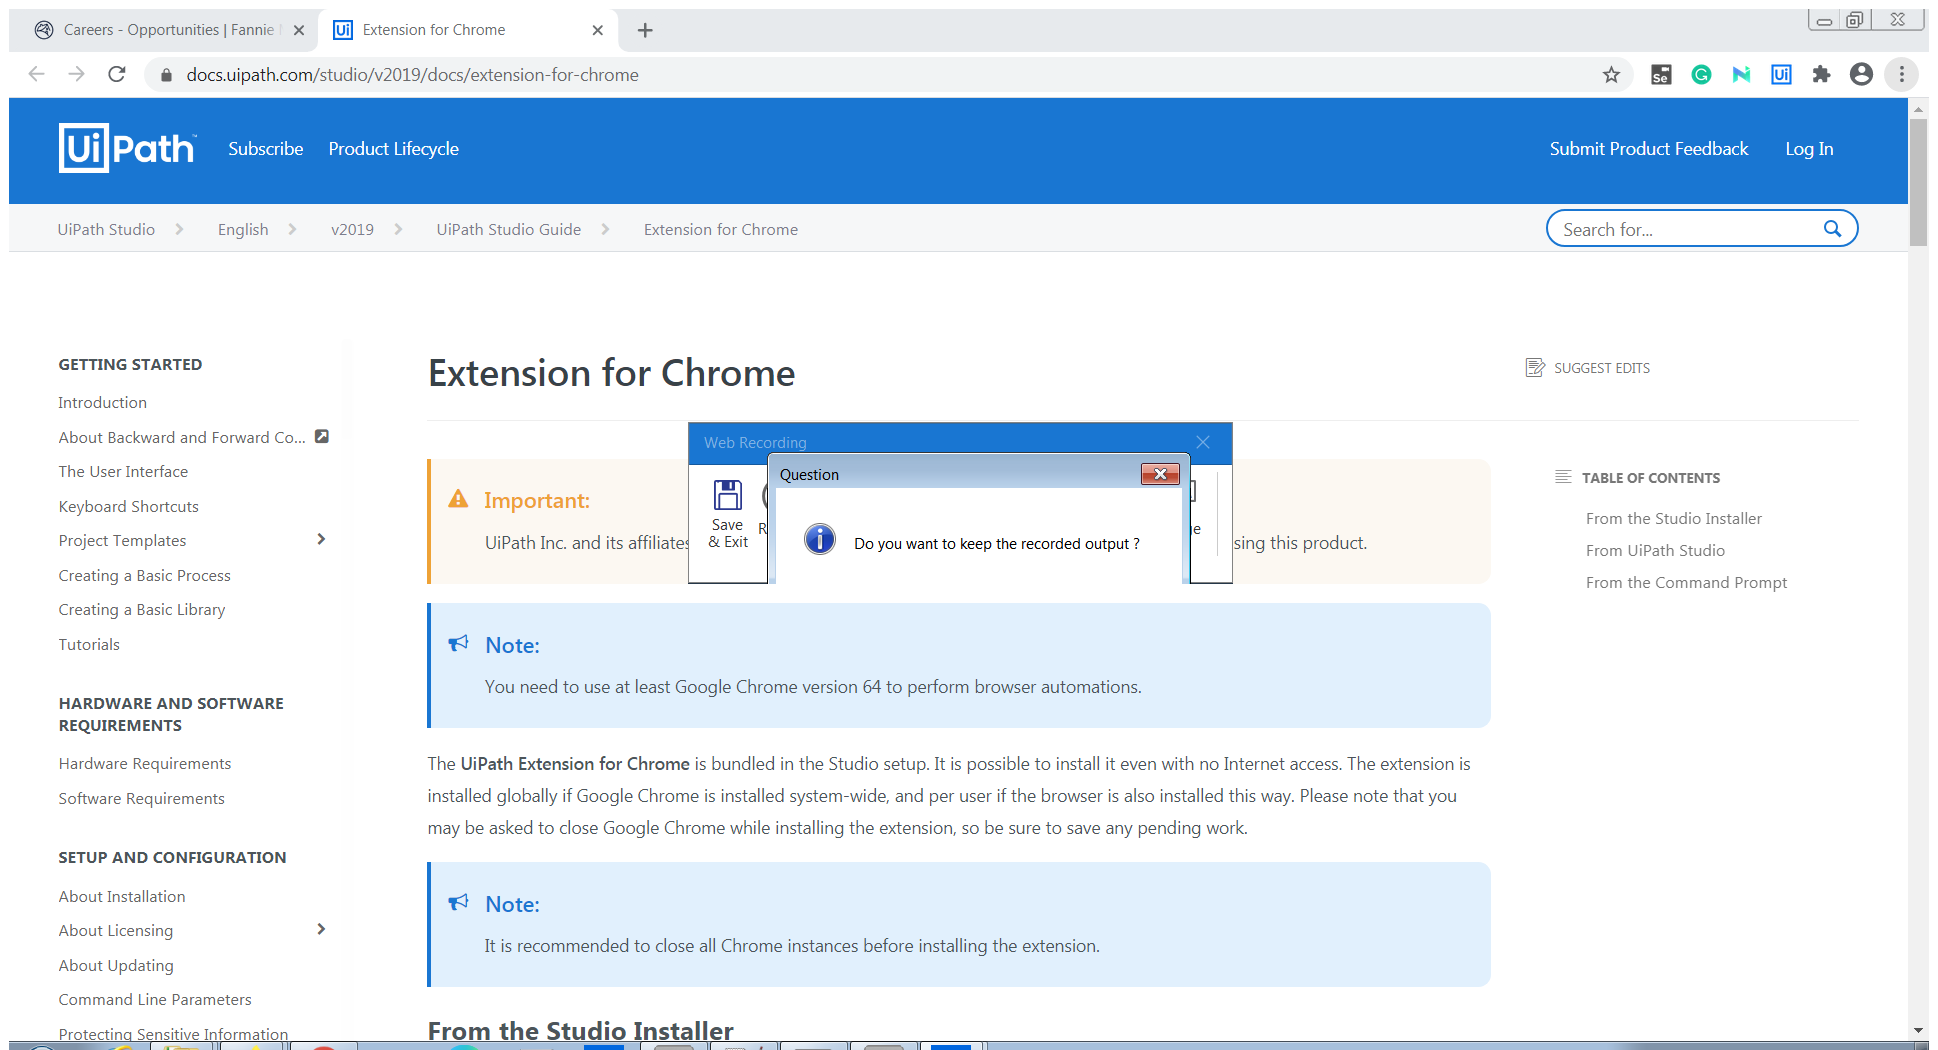 Careers - Opportunities | Fannie
Extension for Chrome
docs.uipath.com/studio/v2019/docs/extension-for-chrome
Se
G
Ui
Ui Path™
Subscribe
Product Lifecycle
Submit Product Feedback
Log In
UiPath Studio
English
v2019
UiPath Studio Guide
Extension for Chrome
Search for...
GETTING STARTED
Introduction
About Backward and Forward Co...
The User Interface
Keyboard Shortcuts
Project Templates
Creating a Basic Process
Creating a Basic Library
Tutorials
HARDWARE AND SOFTWARE
REQUIREMENTS
Hardware Requirements
Software Requirements
SETUP AND CONFIGURATION
About Installation
About Licensing
About Updating
Command Line Parameters
Protecting Sensitive Information
Extension for Chrome
Important:
UiPath Inc. and its affiliates
sing this product.
Web Recording
Save
& Exit
R
e
Question
Do you want to keep the recorded output ?
Note:
You need to use at least Google Chrome version 64 to perform browser automations.
The UiPath Extension for Chrome is bundled in the Studio setup. It is possible to install it even with no Internet access. The extension is
installed globally if Google Chrome is installed system-wide, and per user if the browser is also installed this way. Please note that you
may be asked to close Google Chrome while installing the extension, so be sure to save any pending work.
Note:
It is recommended to close all Chrome instances before installing the extension.
From the Studio Installer
SUGGEST EDITS
TABLE OF CONTENTS
From the Studio Installer
From UiPath Studio
From the Command Prompt